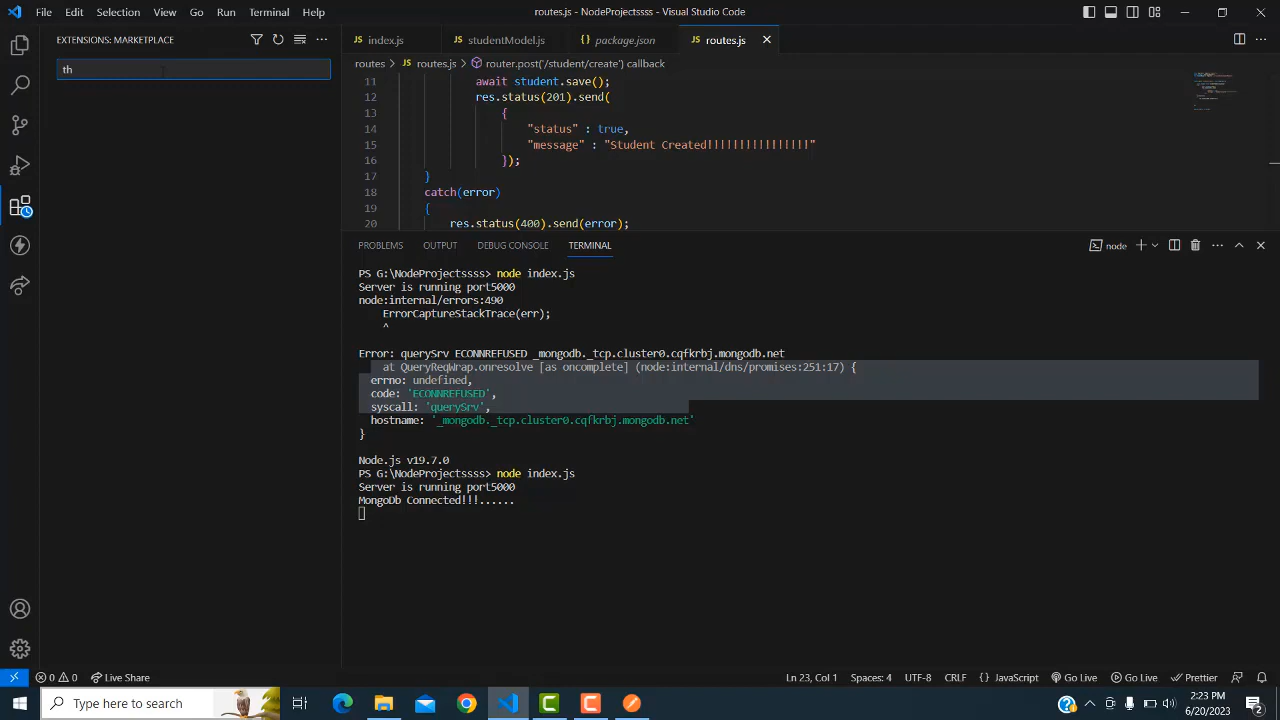 File Edit Selection View Go Run Terminal Help
routes.js - NodeProjectssss - Visual Studio Code
EXTENSIONS: MARKETPLACE
th
index.js studentModel.js package.json routes.js
routes > routes.js > router.post('/student/create') callback
11 await student.save();
12 res.status(201).send(
13 {
14 "status" : true,
15 "message" : "Student Created!!!!!!!!!!!!!!!!"
16 });
17 }
18 catch(error)
19 {
20 res.status(400).send(error);
PROBLEMS OUTPUT DEBUG CONSOLE TERMINAL
node
PS G:\NodeProjectssss> node index.js
Server is running port5000
node:internal/errors:490
ErrorCaptureStackTrace(err);
^
Error: querySrv ECONNREFUSED _mongodb._tcp.cluster0.cqfkrbj.mongodb.net
at QueryReqWrap.onresolve [as oncomplete] (node:internal/dns/promises:251:17) {
errno: undefined,
code: 'ECONNREFUSED',
syscall: 'querySrv',
hostname: '_mongodb._tcp.cluster0.cqfkrbj.mongodb.net'
}
Node.js v19.7.0
PS G:\NodeProjectssss> node index.js
Server is running port5000
MongoDb Connected!!!......
0 0 Live Share
Ln 23, Col 1 Spaces: 4 UTF-8 CRLF {} JavaScript Go Live Go Live Prettier
Type here to search
2:23 PM
6/20/2023
2